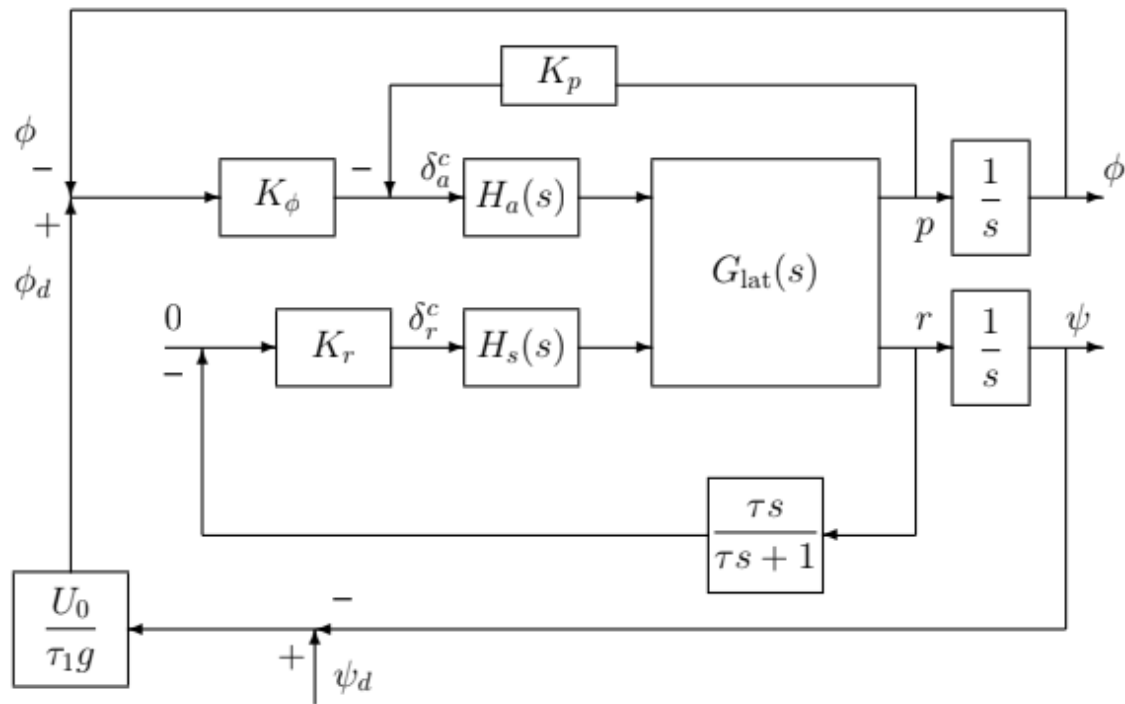 K_p
ϕ
−
−
δ_a^c
K_ϕ
H_a(s)
1/s
ϕ
+
p
G_lat(s)
ϕ_d
0
δ_r^c
r
ψ
−
K_r
H_s(s)
1/s
τs/(τs + 1)
U_0/(τ_1 g)
−
+
ψ_d